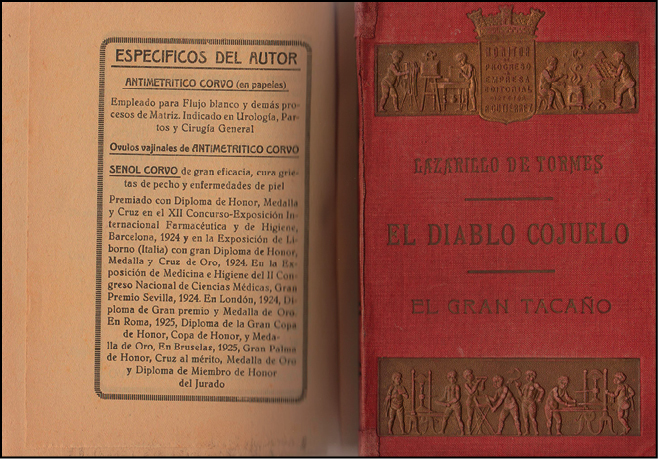 ESPECIFICOS DEL AUTOR
ANTIMETRITICO CORVO (en papeles)
Empleado para Flujo blanco y demás pro-
cesos de Matriz. Indicado en Urología, Par-
tos y Cirugía General
Ovulos vajinales de ANTIMETRITICO CORVO
SENOL CORVO de gran eficacia, cura grie-
tas de pecho y enfermedades de piel
Premiado con Diploma de Honor, Medalla
y Cruz en el XII Concurso-Exposición In-
ternacional Farmacéutica y de Higiene,
Barcelona, 1924 y en la Exposición de Li-
borno (Italia) con gran Diploma de Honor,
Medalla y Cruz de Oro, 1924. En la Ex-
posición de Medicina e Higiene del II Con-
greso Nacional de Ciencias Médicas, Gran
Premio Sevilla, 1924. En Londón, 1924, Di-
ploma de Gran premio y Medalla de Oro.
En Roma, 1925, Diploma de la Gran Copa
de Honor, Copa de Honor, y Meda-
lla de Oro, En Bruselas, 1925, Gran Palma
de Honor, Cruz al mérito, Medalla de Oro
y Diploma de Miembro de Honor
del Jurado
PROGRESO
EMPRESA
EDITORIAL
LAZARILLO DE TORMES
EL DIABLO COJUELO
EL GRAN TACAÑO